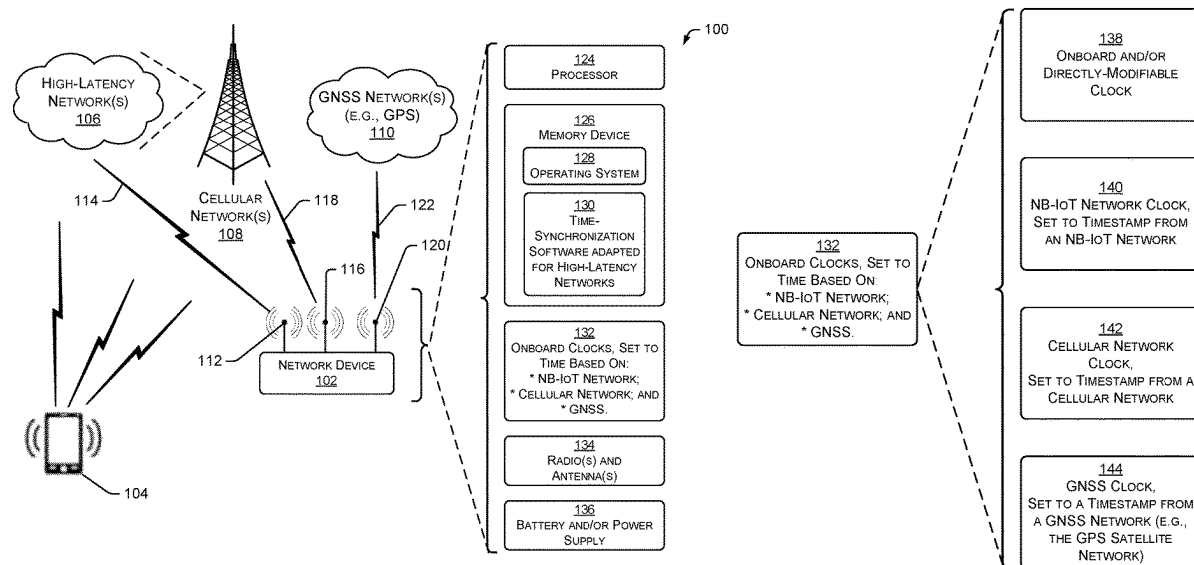 100
HIGH-LATENCY
NETWORK(S)
106
GNSS NETWORK(S)
(E.G., GPS)
110
114
CELLULAR
NETWORK(S)
108
118
122
120
116
112
NETWORK DEVICE
102
104
124
PROCESSOR
126
MEMORY DEVICE
128
OPERATING SYSTEM
130
TIME-
SYNCHRONIZATION
SOFTWARE ADAPTED
FOR HIGH-LATENCY
NETWORKS
132
ONBOARD CLOCKS, SET TO
TIME BASED ON:
* NB-IOT NETWORK;
* CELLULAR NETWORK; AND
* GNSS.
134
RADIO(S) AND
ANTENNA(S)
136
BATTERY AND/OR POWER
SUPPLY
132
ONBOARD CLOCKS, SET TO
TIME BASED ON:
* NB-IOT NETWORK;
* CELLULAR NETWORK; AND
* GNSS.
138
ONBOARD AND/OR
DIRECTLY-MODIFIABLE
CLOCK
140
NB-IOT NETWORK CLOCK,
SET TO TIMESTAMP FROM
AN NB-IOT NETWORK
142
CELLULAR NETWORK
CLOCK,
SET TO TIMESTAMP FROM A
CELLULAR NETWORK
144
GNSS CLOCK,
SET TO A TIMESTAMP FROM
A GNSS NETWORK (E.G.,
THE GPS SATELLITE
NETWORK)